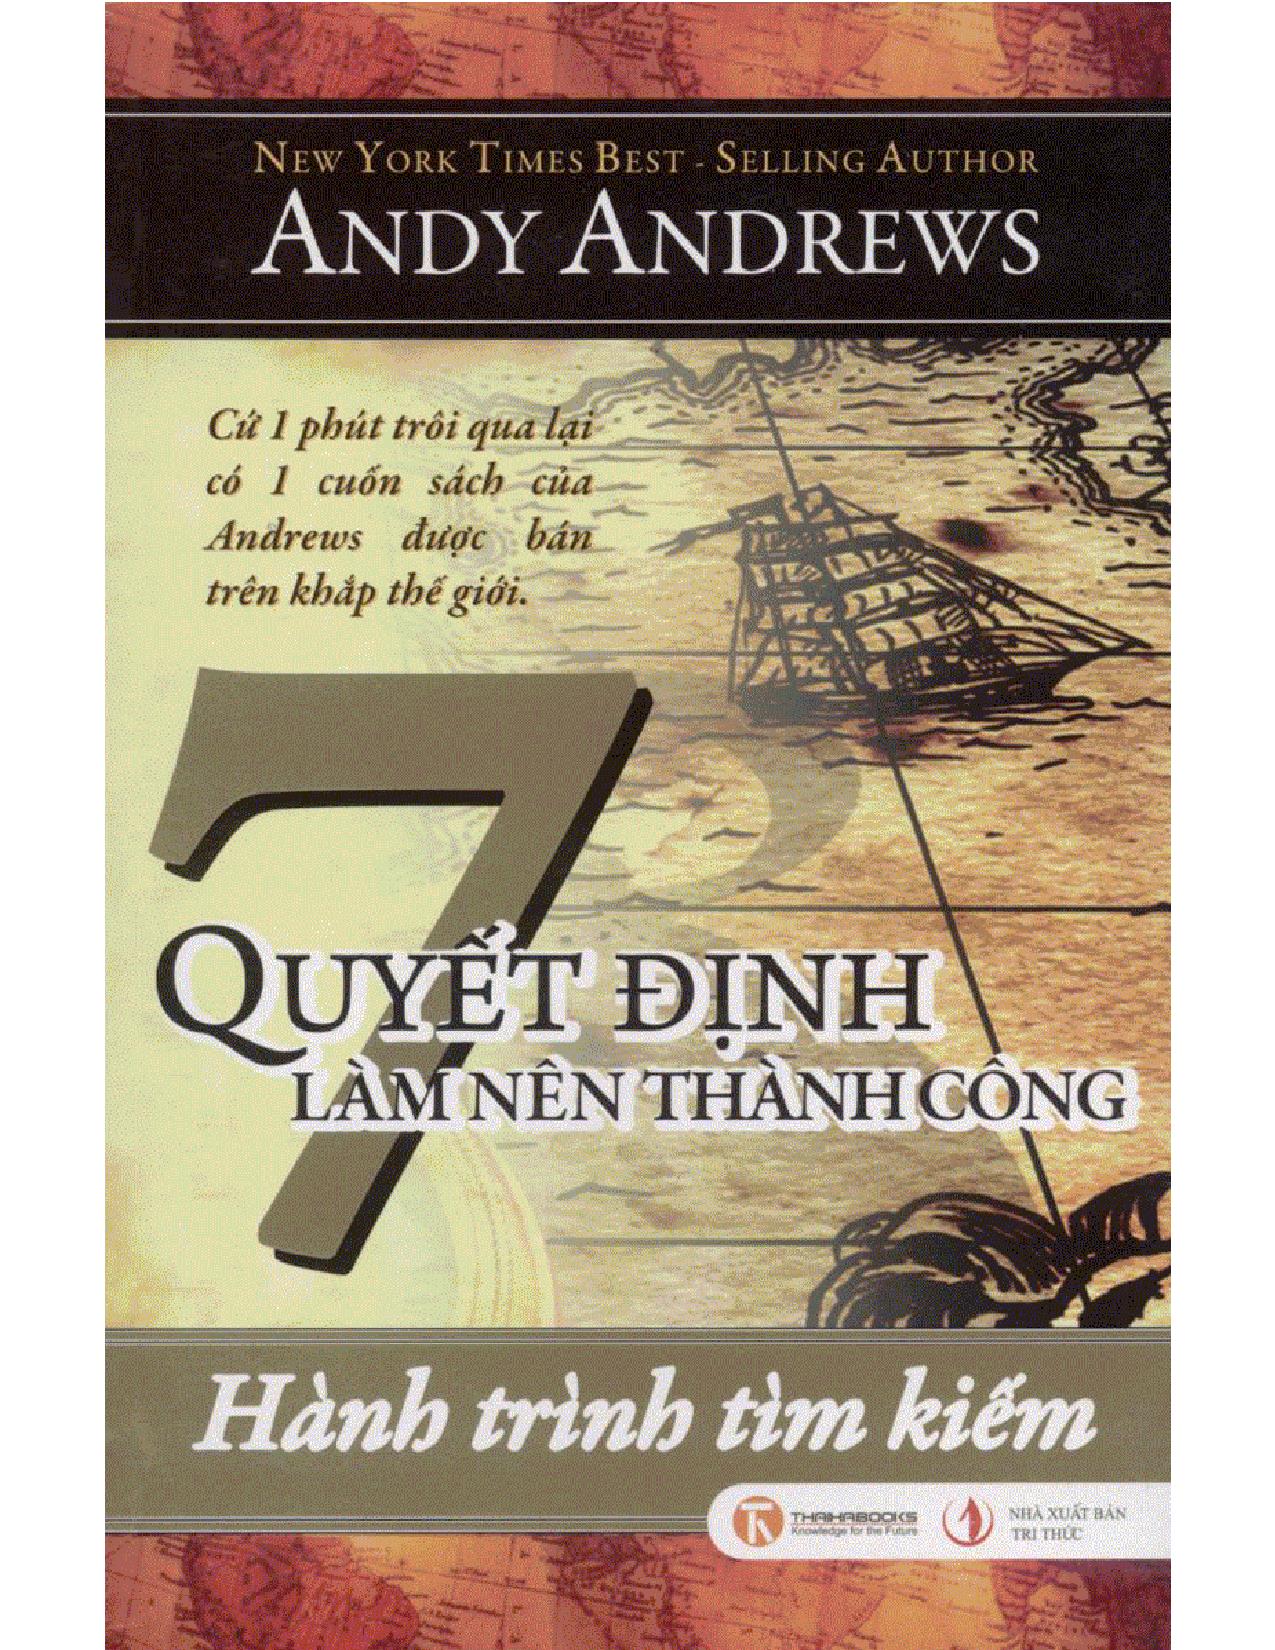 NEW YORK TIMES BEST - SELLING AUTHOR
ANDY ANDREWS
Cứ 1 phút trôi qua lại
có 1 cuốn sách của
Andrews được bán
trên khắp thế giới.
7
QUYẾT ĐỊNH
LÀM NÊN THÀNH CÔNG
Hành trình tìm kiếm
THAIHABOOKS
Knowledge for the Future
NHÀ XUẤT BẢN
TRI THỨC